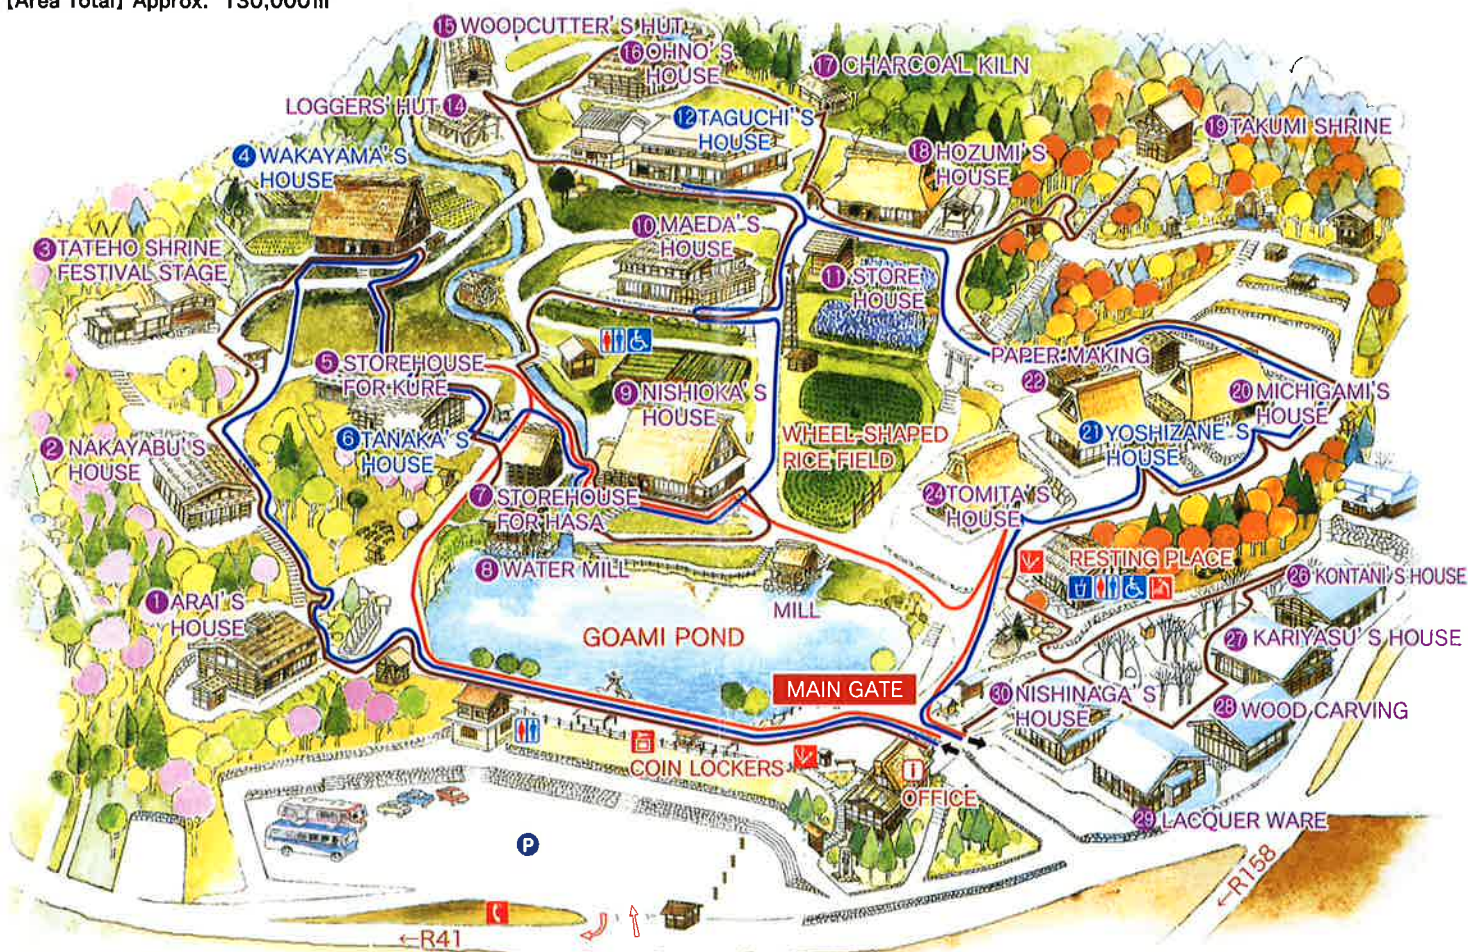 [Area Total] Approx. 130,000㎡
15 WOODCUTTER'S HUT
16 OHNO'S
HOUSE
17 CHARCOAL KILN
LOGGERS' HUT 14
12 TAGUCHI'S
HOUSE
19 TAKUMI SHRINE
4 WAKAYAMA'S
HOUSE
18 HOZUMI'S
HOUSE
10 MAEDA'S
HOUSE
3 TATEHO SHRINE
FESTIVAL STAGE
11 STORE
HOUSE
5 STOREHOUSE
FOR KURE
PAPER MAKING
22
9 NISHIOKA'S
HOUSE
20 MICHIGAMI'S
HOUSE
6 TANAKA'S
HOUSE
21 YOSHIZANE'S
HOUSE
2 NAKAYABU'S
HOUSE
WHEEL-SHAPED
RICE FIELD
7 STOREHOUSE
FOR HASA
24 TOMITA'S
HOUSE
8 WATER MILL
RESTING PLACE
26 KONTANI'S HOUSE
1 ARAI'S
HOUSE
MILL
GOAMI POND
27 KARIYASU'S HOUSE
MAIN GATE
30 NISHINAGA'S
HOUSE
28 WOOD CARVING
COIN LOCKERS
i
OFFICE
29 LACQUER WARE
P
←R158
←R41